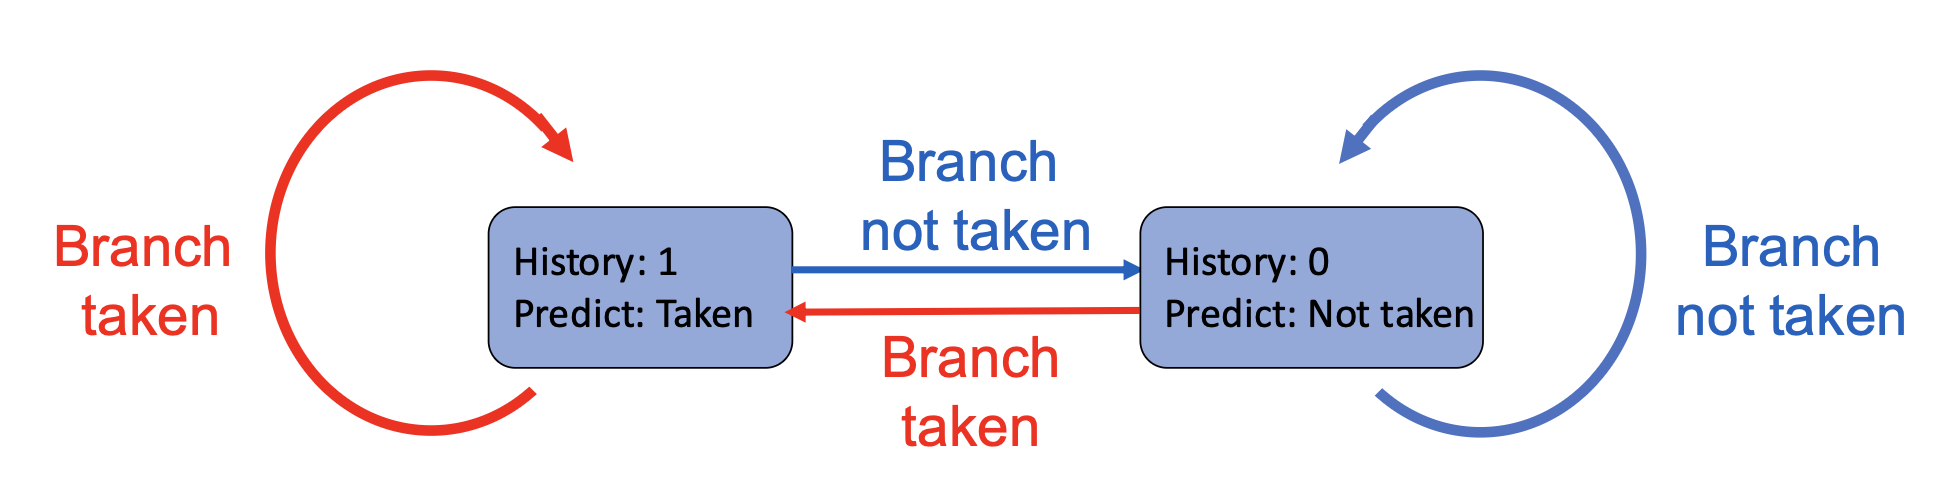 Branch
taken
History: 1
Predict: Taken
Branch
not taken
Branch
taken
History: 0
Predict: Not taken
Branch
not taken